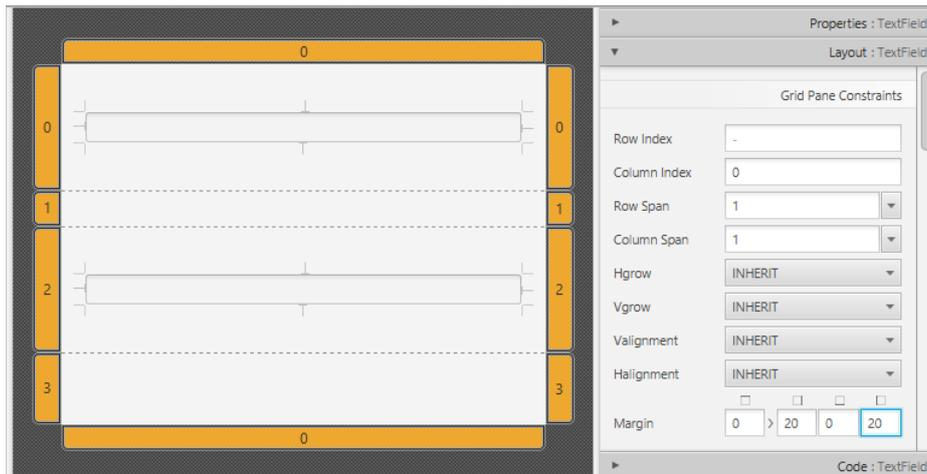 0
0
0
1
1
2
2
3
3
0
Properties : TextField
Layout : TextField
Grid Pane Constraints
Row Index -
Column Index 0
Row Span 1
Column Span 1
Hgrow INHERIT
Vgrow INHERIT
Valignment INHERIT
Halignment INHERIT
Margin 0 > 20 0 20
Code : TextField